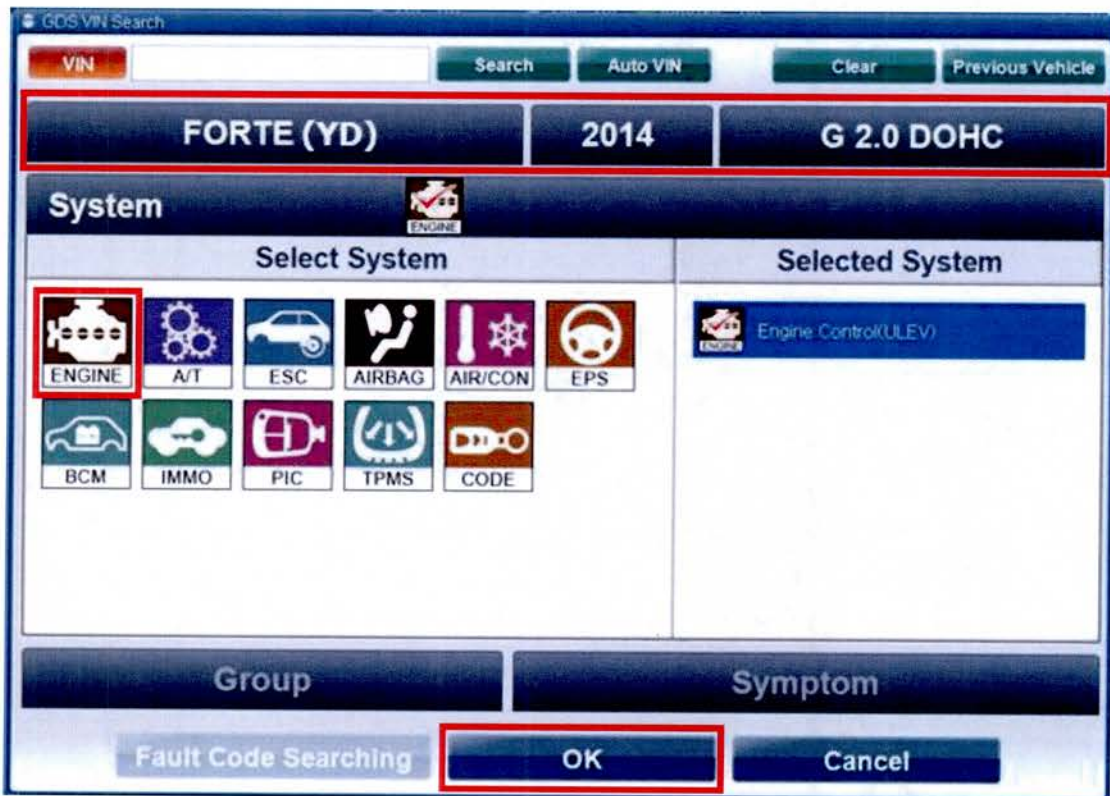 GDS VIN Search
VIN Search Auto VIN Clear Previous Vehicle
FORTE (YD) 2014 G 2.0 DOHC
System ENGINE
Select System Selected System
ENGINE A/T ESC AIRBAG AIR/CON EPS
ENGINE Engine Control(ULEV)
BCM IMMO PIC TPMS CODE
Group Symptom
Fault Code Searching OK Cancel